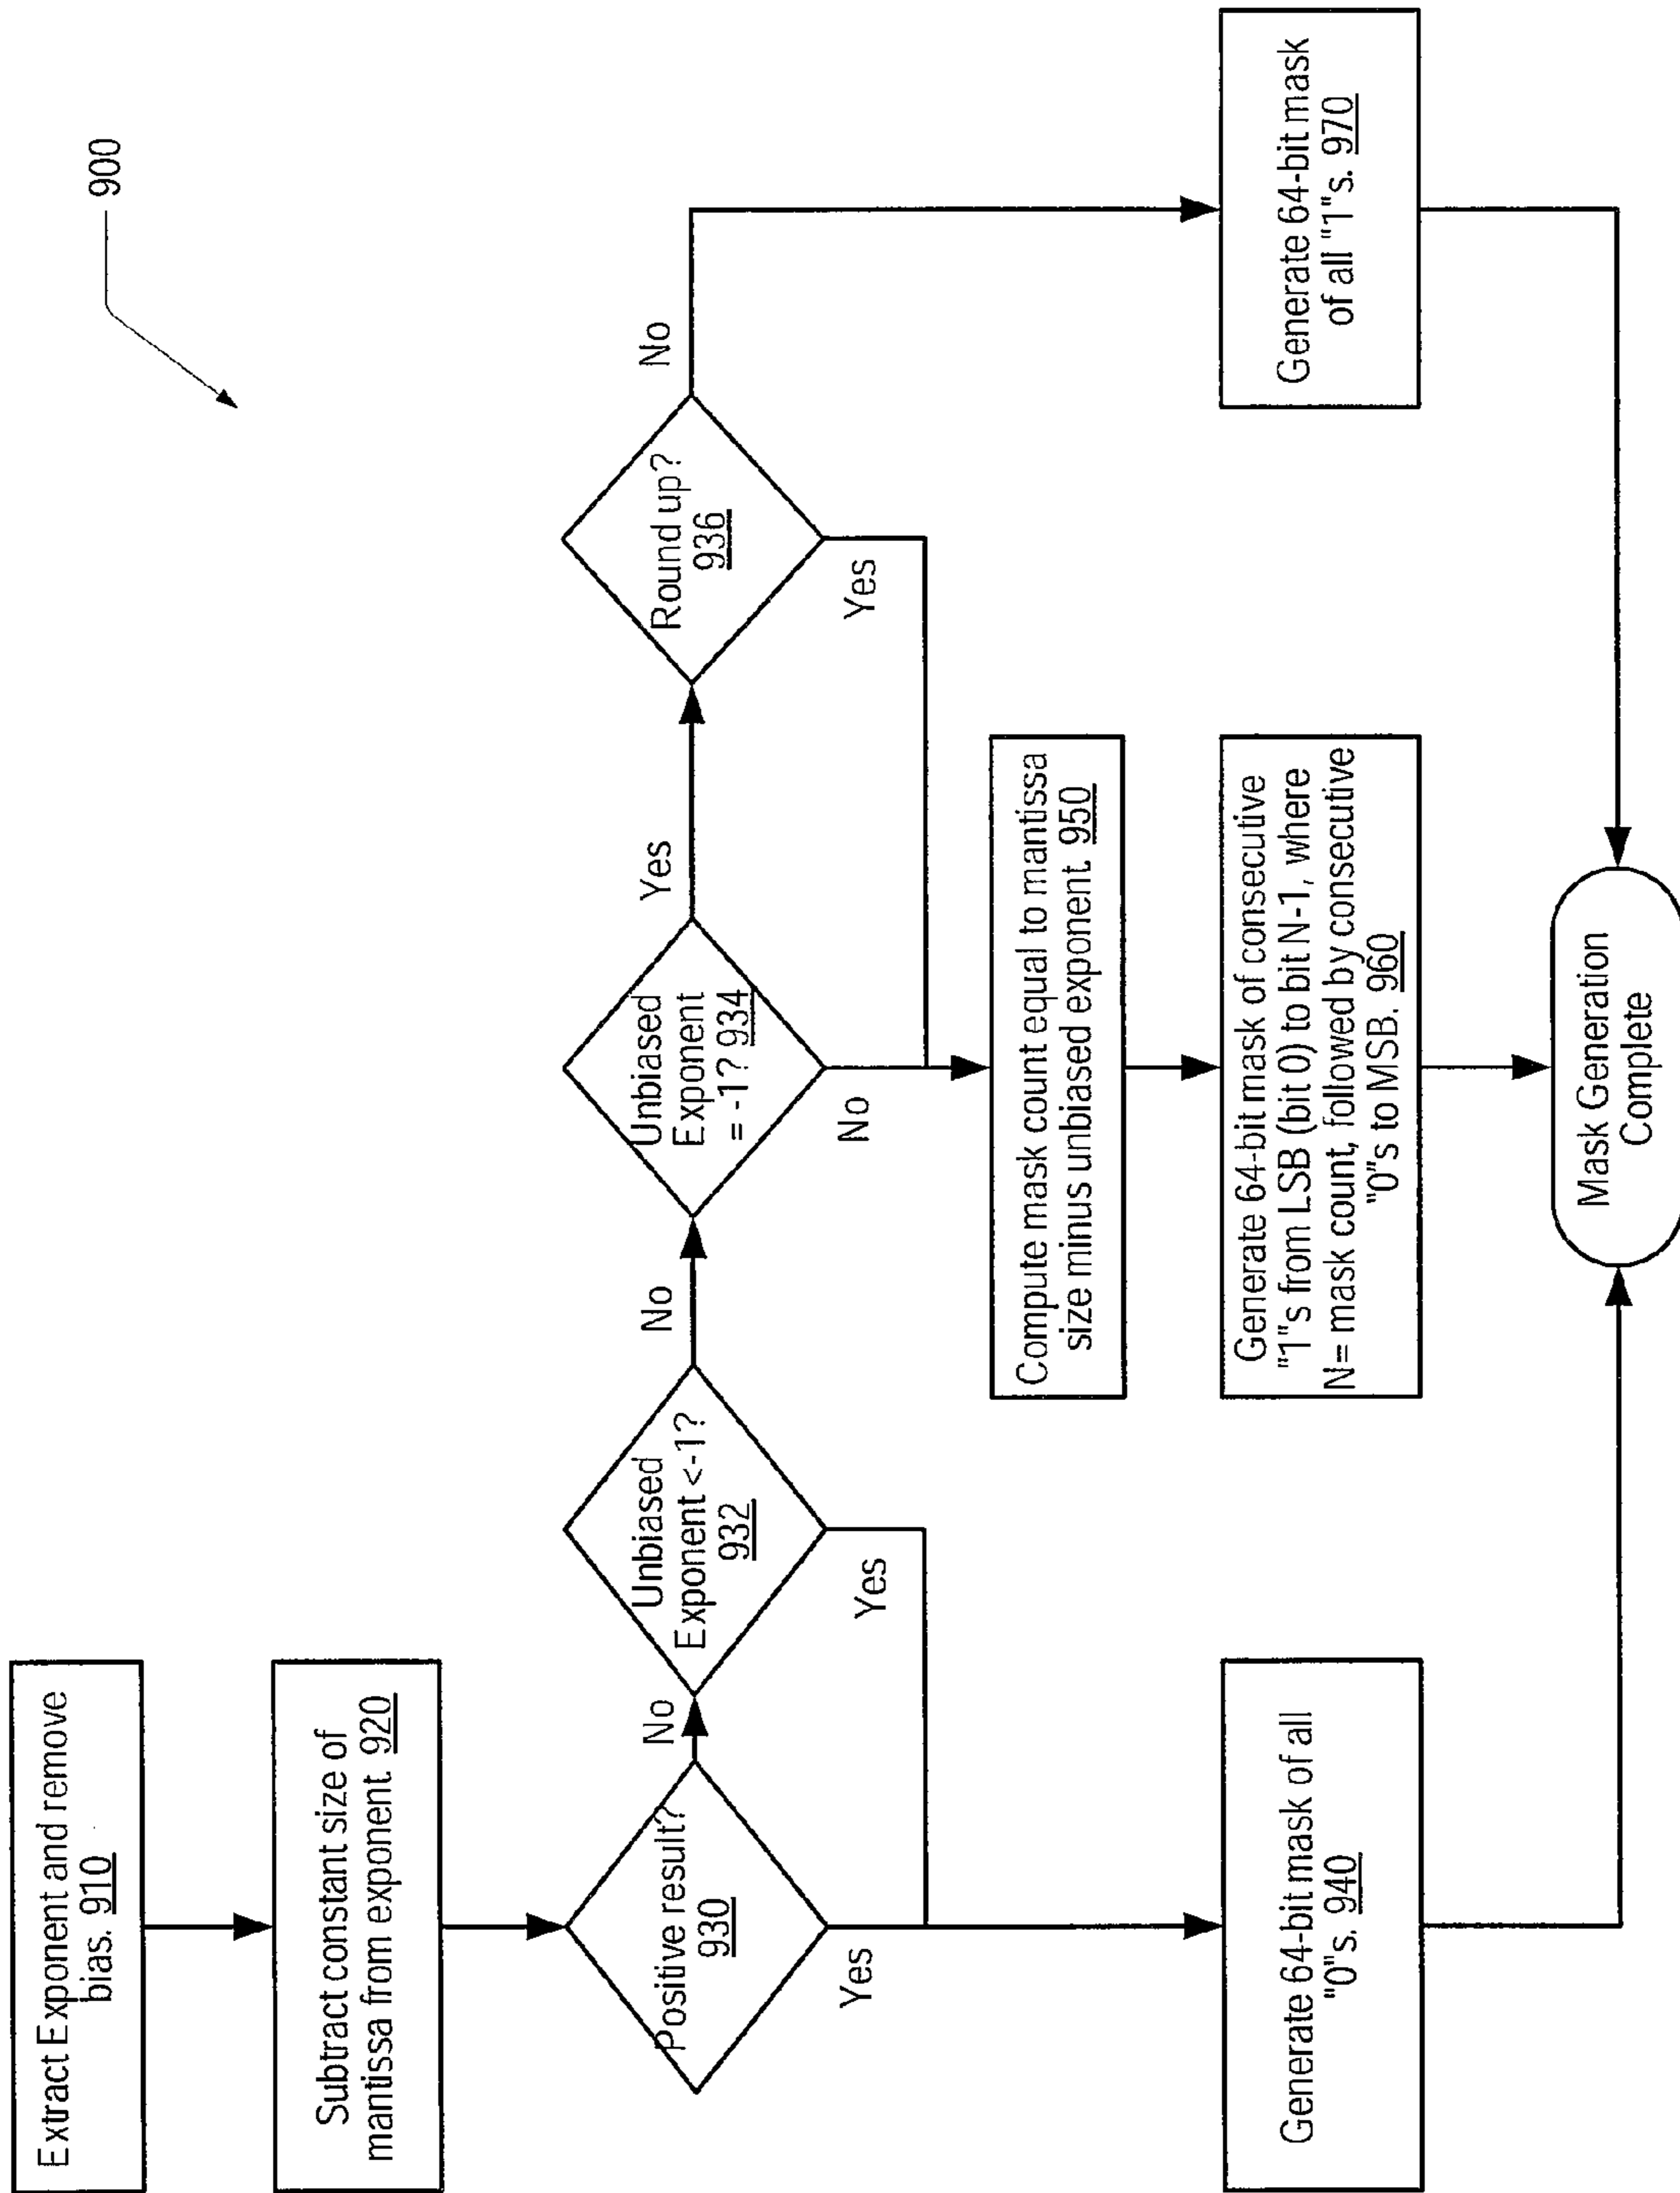 900
Extract Exponent and remove
bias. 910
Subtract constant size of
mantissa from exponent 920
Positive result?
930
No
Yes
Unbiased
Exponent <-1?
932
No
Yes
Unbiased
Exponent
= -1? 934
Yes
No
Round up?
936
No
Yes
Generate 64-bit mask of all
"0"s. 940
Compute mask count equal to mantissa
size minus unbiased exponent. 950
Generate 64-bit mask of consecutive
"1"s from LSB (bit 0) to bit N-1, where
N= mask count, followed by consecutive
"0"s to MSB. 960
Generate 64-bit mask
of all "1"s. 970
Mask Generation
Complete